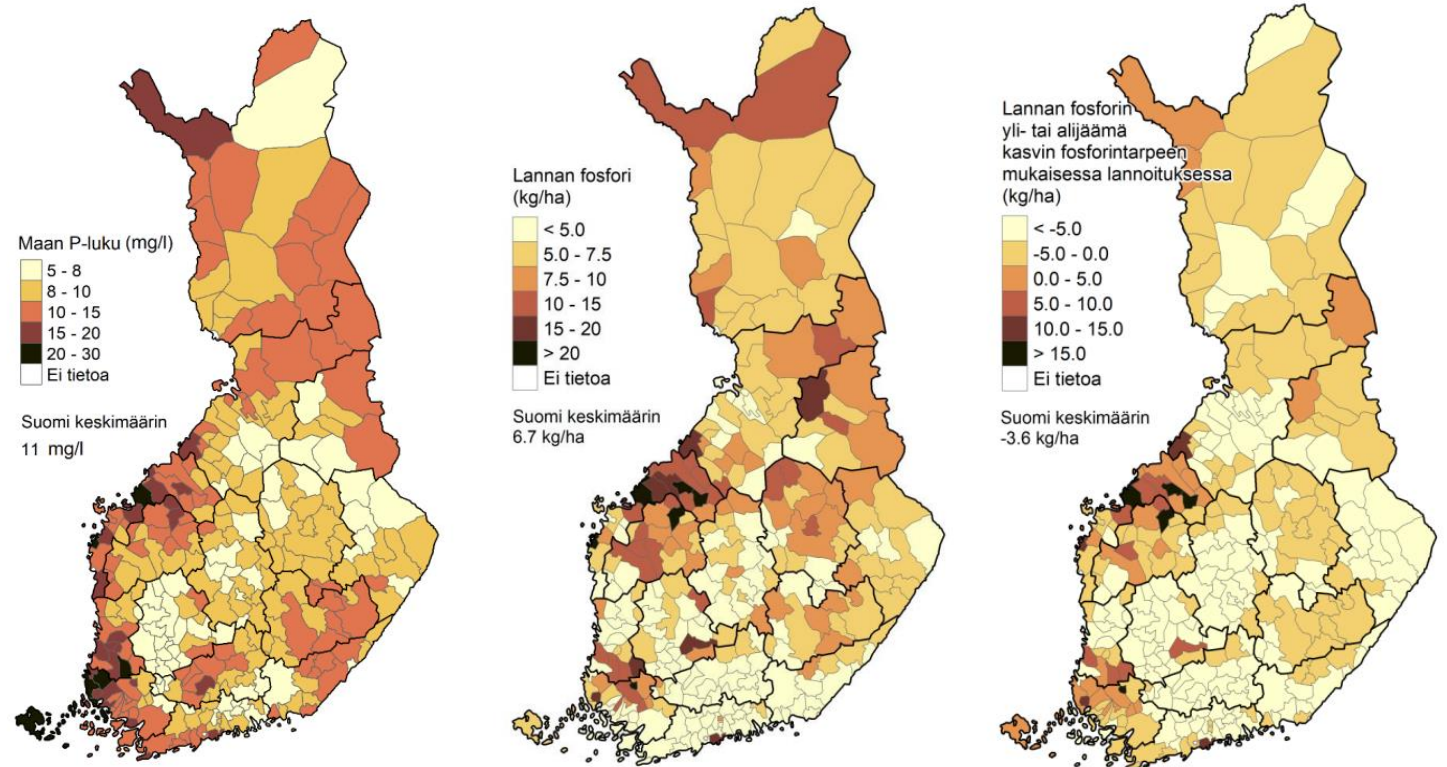 Maan P-luku (mg/l)
5 - 8
8 - 10
10 - 15
15 - 20
20 - 30
Ei tietoa
Suomi keskimäärin
11 mg/l
Lannan fosfori
(kg/ha)
< 5.0
5.0 - 7.5
7.5 - 10
10 - 15
15 - 20
> 20
Ei tietoa
Suomi keskimäärin
6.7 kg/ha
Lannan fosforin
yli- tai alijäämä
kasvin fosforintarpeen
mukaisessa lannoituksessa
(kg/ha)
< -5.0
-5.0 - 0.0
0.0 - 5.0
5.0 - 10.0
10.0 - 15.0
> 15.0
Ei tietoa
Suomi keskimäärin
-3.6 kg/ha